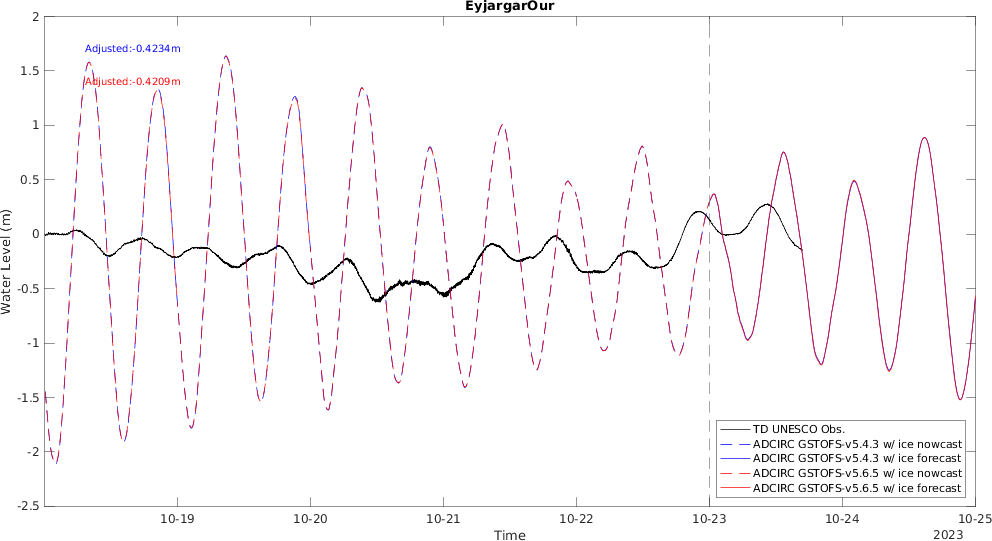 EyjargarOur
Adjusted:-0.4234m
Adjusted:-0.4209m
Water Level (m)
2
1.5
1
0.5
0
-0.5
-1
-1.5
-2
-2.5
TD UNESCO Obs.
ADCIRC GSTOFS-v5.4.3 w/ ice nowcast
ADCIRC GSTOFS-v5.4.3 w/ ice forecast
ADCIRC GSTOFS-v5.6.5 w/ ice nowcast
ADCIRC GSTOFS-v5.6.5 w/ ice forecast
10-19
10-20
10-21
10-22
10-23
10-24
10-25
Time
2023